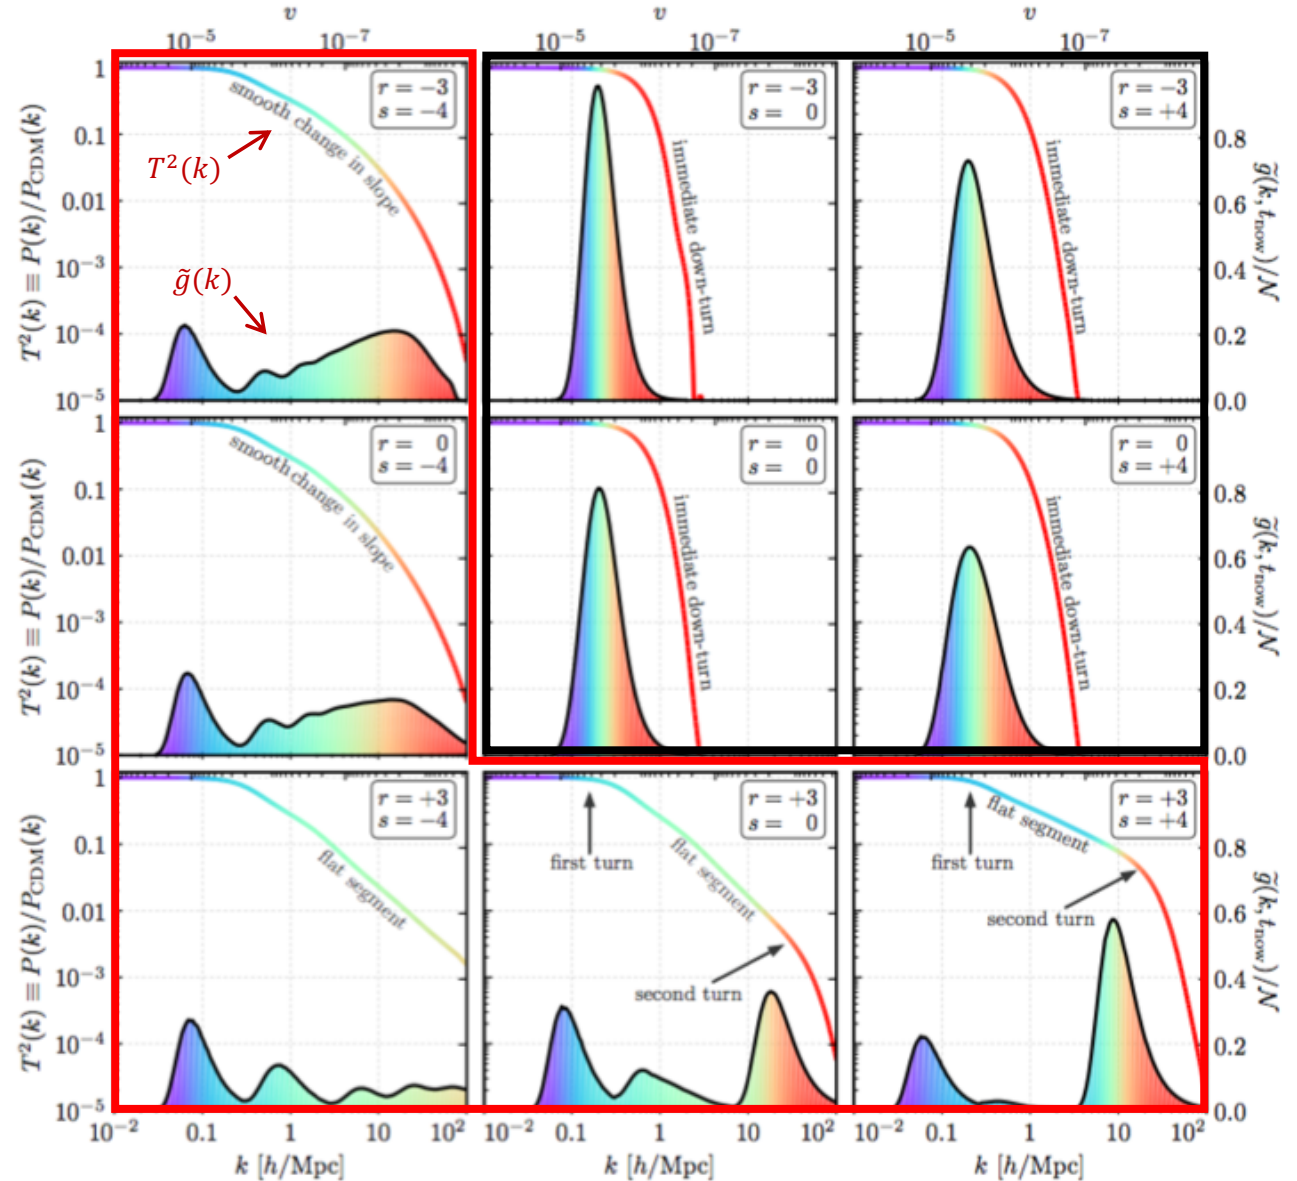 v v v
10⁻⁵ 10⁻⁷ 10⁻⁵ 10⁻⁷ 10⁻⁵ 10⁻⁷
T²(k) ≡ P(k)/P_CDM(k)
1
0.1
0.01
10⁻³
10⁻⁴
10⁻⁵
r = −3
s = −4
smooth change in slope
T²(k)
g̃(k)
r = −3
s = 0
immediate down-turn
r = −3
s = +4
immediate down-turn
0.8
0.6
0.4
0.2
0.0
g̃(k, t_now)/N
T²(k) ≡ P(k)/P_CDM(k)
1
0.1
0.01
10⁻³
10⁻⁴
10⁻⁵
r = 0
s = −4
smooth change in slope
r = 0
s = 0
immediate down-turn
r = 0
s = +4
immediate down-turn
0.8
0.6
0.4
0.2
0.0
g̃(k, t_now)/N
T²(k) ≡ P(k)/P_CDM(k)
1
0.1
0.01
10⁻³
10⁻⁴
10⁻⁵
r = +3
s = −4
flat segment
r = +3
s = 0
first turn
flat segment
second turn
r = +3
s = +4
flat segment
first turn
second turn
0.8
0.6
0.4
0.2
0.0
g̃(k, t_now)/N
10⁻² 0.1 1 10 10² 10⁻² 0.1 1 10 10² 10⁻² 0.1 1 10 10²
k [h/Mpc] k [h/Mpc] k [h/Mpc]